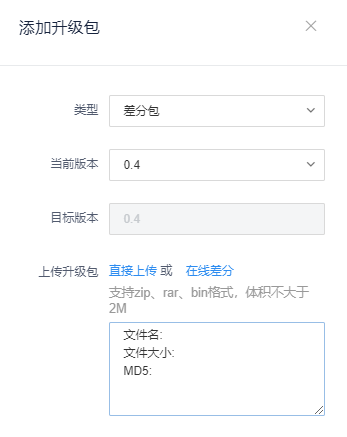 添加升级包
类型 差分包
当前版本 0.4
目标版本 0.4
上传升级包 直接上传 或 在线差分
支持zip、rar、bin格式，体积不大于
2M
文件名:
文件大小:
MD5: